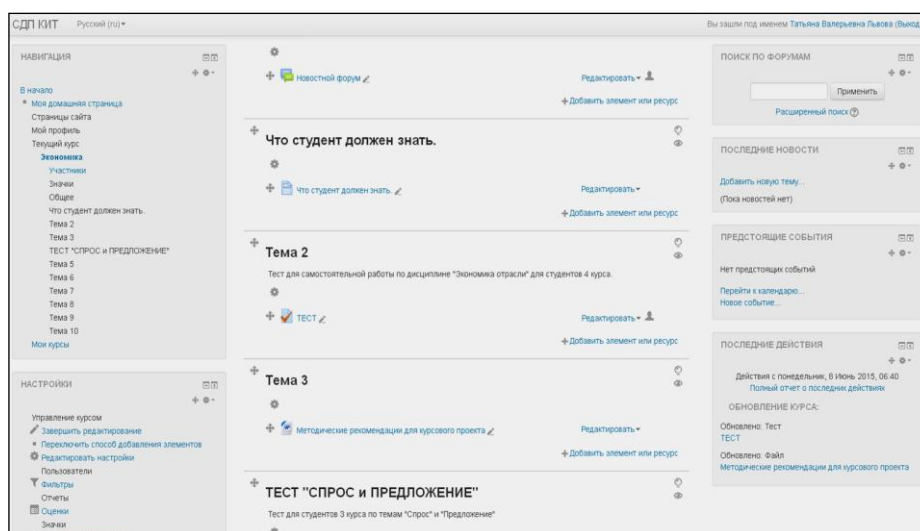 СДП КИТ
Русский (ru)
Вы зашли под именем Татьяна Валерьевна Львова (Выход
НАВИГАЦИЯ
В начало
Моя домашняя страница
Страницы сайта
Мой профиль
Текущий курс
Экономика
Участники
Значки
Общее
Что студент должен знать.
Тема 2
Тема 3
ТЕСТ "СПРОС и ПРЕДЛОЖЕНИЕ"
Тема 5
Тема 6
Тема 7
Тема 8
Тема 9
Тема 10
Мои курсы
НАСТРОЙКИ
Управление курсом
Завершить редактирование
Переключить способ добавления элементов
Редактировать настройки
Пользователи
Фильтры
Отчеты
Оценки
Значки
Новостной форум
Редактировать
Добавить элемент или ресурс
Что студент должен знать.
Что студент должен знать.
Редактировать
Добавить элемент или ресурс
Тема 2
Тест для самостоятельной работы по дисциплине "Экономика отрасли" для студентов 4 курса.
ТЕСТ
Редактировать
Добавить элемент или ресурс
Тема 3
Методические рекомендации для курсового проекта
Редактировать
Добавить элемент или ресурс
ТЕСТ "СПРОС и ПРЕДЛОЖЕНИЕ"
Тест для студентов 3 курса по темам "Спрос" и "Предложение"
ПОИСК ПО ФОРУМАМ
Применить
Расширенный поиск
ПОСЛЕДНИЕ НОВОСТИ
Добавить новую тему...
(Пока новостей нет)
ПРЕДСТОЯЩИЕ СОБЫТИЯ
Нет предстоящих событий
Перейти к календарю...
Новое событие...
ПОСЛЕДНИЕ ДЕЙСТВИЯ
Действия с понедельник, 8 Июнь 2015, 06:40
Полный отчет о последних действиях
ОБНОВЛЕНИЕ КУРСА:
Обновлено: Тест
ТЕСТ
Обновлено: Файл
Методические рекомендации для курсового проекта